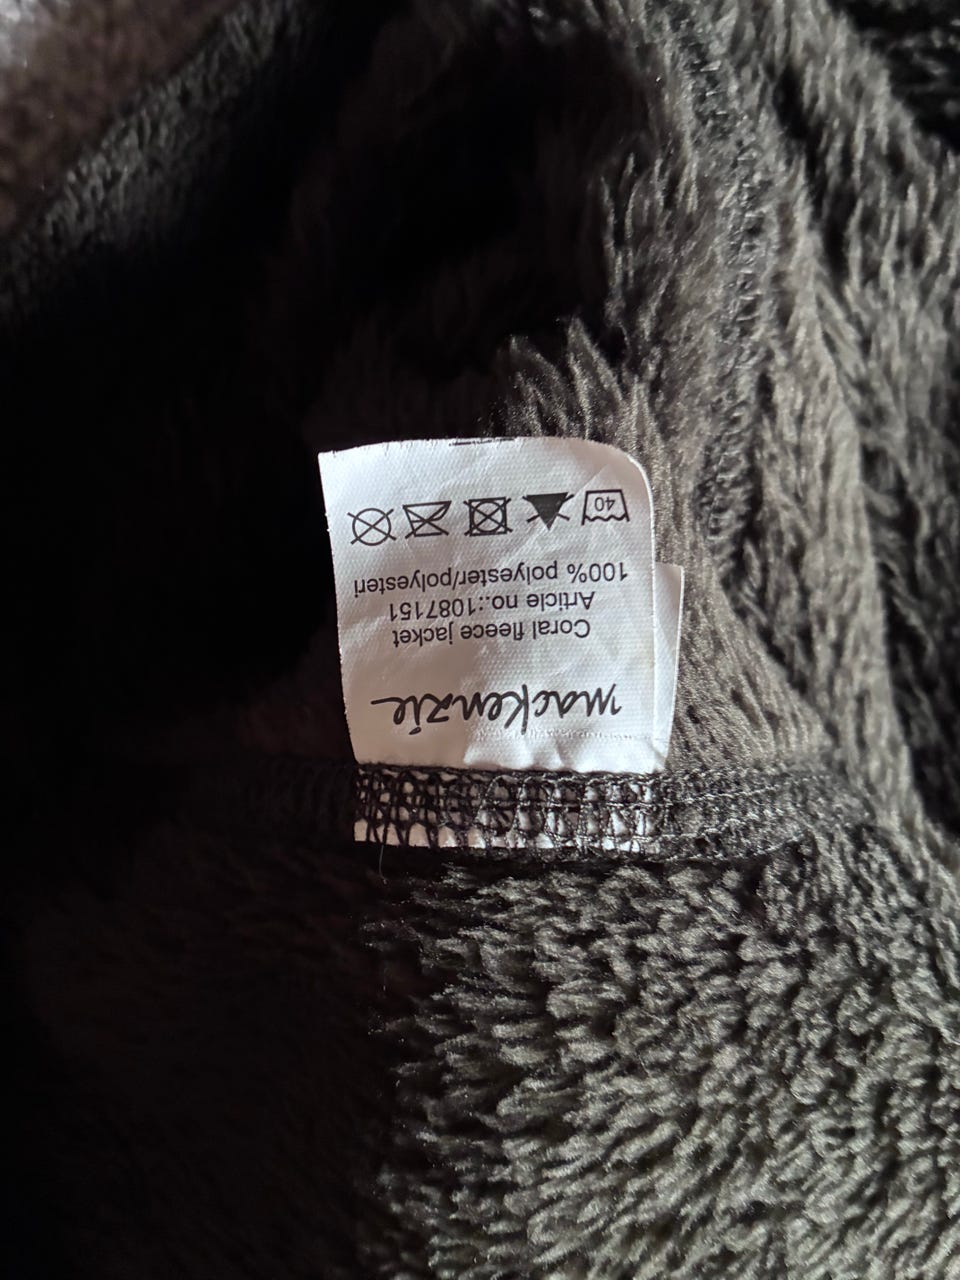 mackenzie
Coral fleece jacket
Article no.:1087151
100% polyester/polyesteri
40